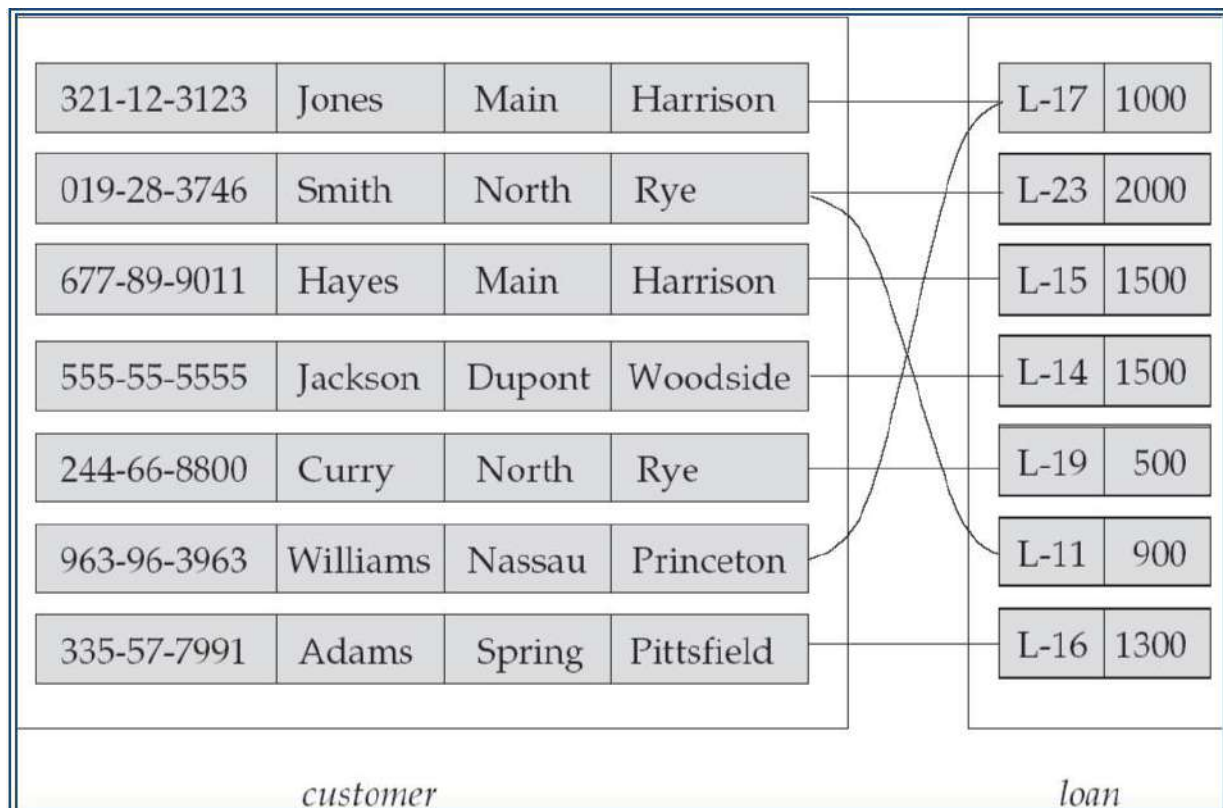 321-12-3123 Jones Main Harrison L-17 1000
019-28-3746 Smith North Rye L-23 2000
677-89-9011 Hayes Main Harrison L-15 1500
555-55-5555 Jackson Dupont Woodside L-14 1500
244-66-8800 Curry North Rye L-19 500
963-96-3963 Williams Nassau Princeton L-11 900
335-57-7991 Adams Spring Pittsfield L-16 1300
customer loan